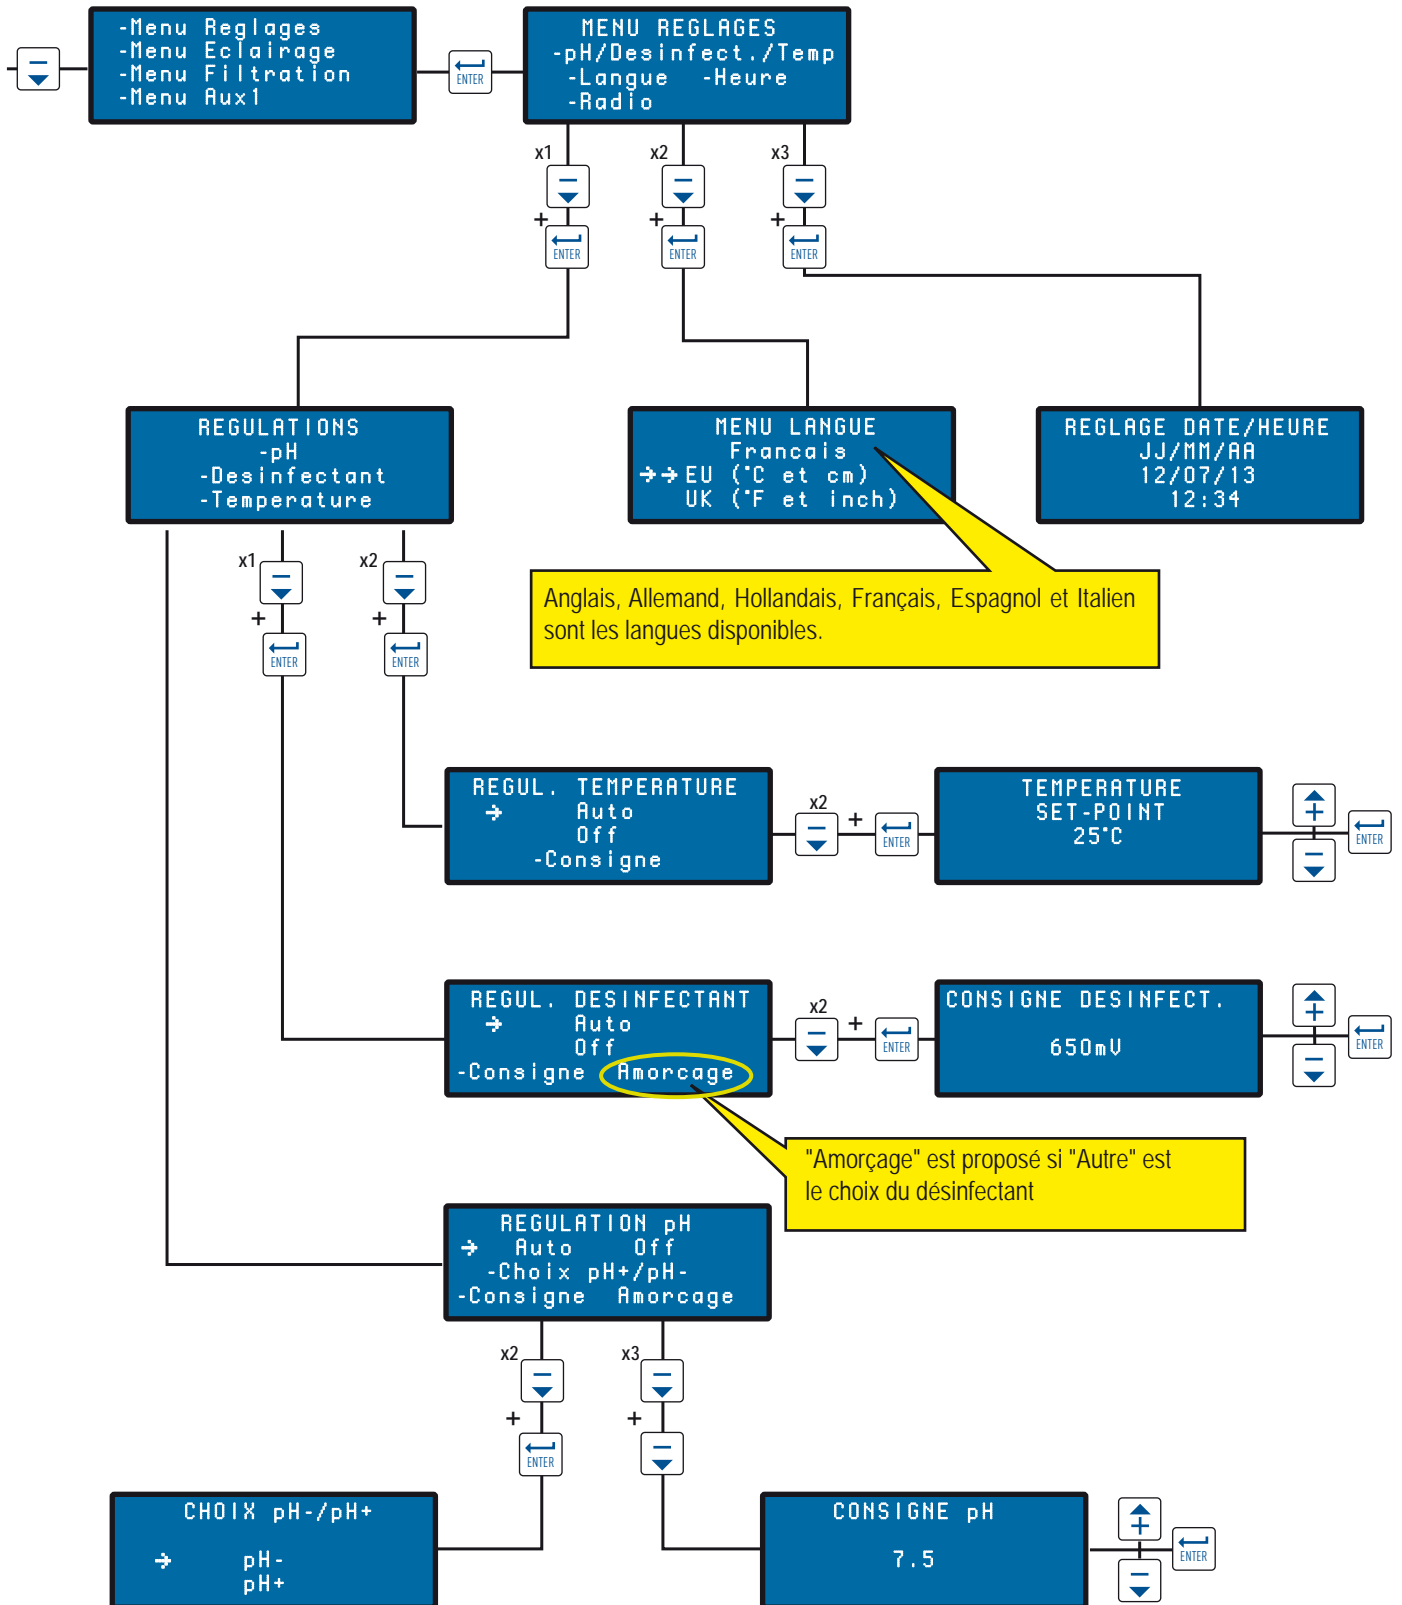 -Menu Reglages
-Menu Eclairage
-Menu Filtration
-Menu Aux1
ENTER
MENU REGLAGES
-pH/Desinfect./Temp
-Langue -Heure
-Radio
x1
x2
x3
+
+
+
ENTER
ENTER
ENTER
REGULATIONS
-pH
-Desinfectant
-Temperature
MENU LANGUE
Francais
→→EU (°C et cm)
UK (°F et inch)
REGLAGE DATE/HEURE
JJ/MM/AA
12/07/13
12:34
x1
x2
+
+
ENTER
ENTER
Anglais, Allemand, Hollandais, Français, Espagnol et Italien
sont les langues disponibles.
REGUL. TEMPERATURE
→ Auto
Off
-Consigne
x2
+
ENTER
TEMPERATURE
SET-POINT
25°C
ENTER
REGUL. DESINFECTANT
→ Auto
Off
-Consigne Amorcage
x2
+
ENTER
CONSIGNE DESINFECT.
650mV
ENTER
"Amorçage" est proposé si "Autre" est
le choix du désinfectant
REGULATION pH
→ Auto Off
-Choix pH+/pH-
-Consigne Amorcage
x2
x3
+
+
ENTER
CHOIX pH-/pH+
→ pH-
pH+
CONSIGNE pH
7.5
ENTER